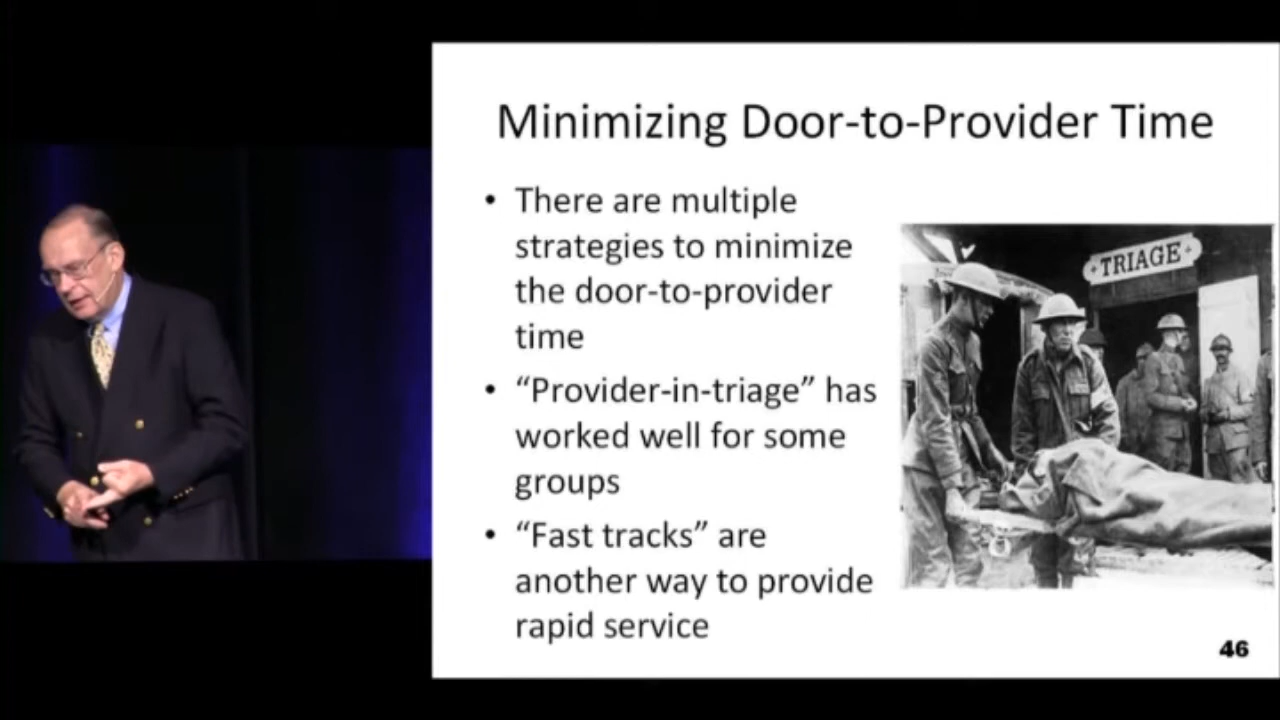 Minimizing Door-to-Provider Time
• There are multiple
strategies to minimize
the door-to-provider
time
• “Provider-in-triage” has
worked well for some
groups
• “Fast tracks” are
another way to provide
rapid service
TRIAGE
46